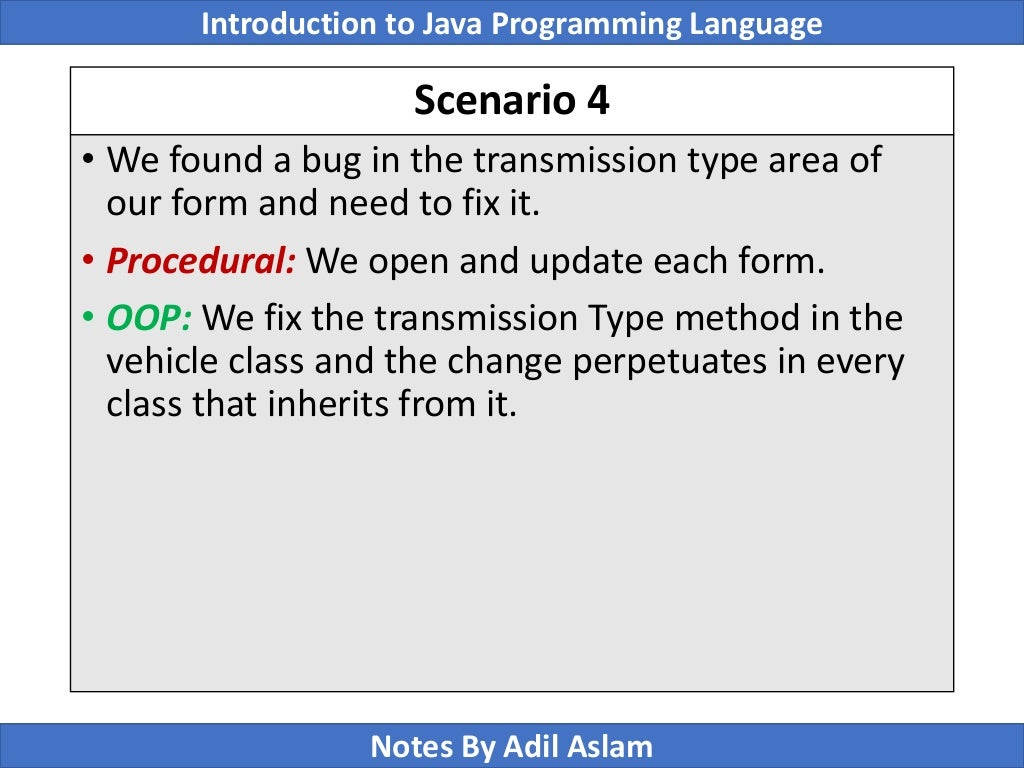 Introduction to Java Programming Language
Scenario 4
• We found a bug in the transmission type area of
our form and need to fix it.
• Procedural: We open and update each form.
• OOP: We fix the transmission Type method in the
vehicle class and the change perpetuates in every
class that inherits from it.
Notes By Adil Aslam